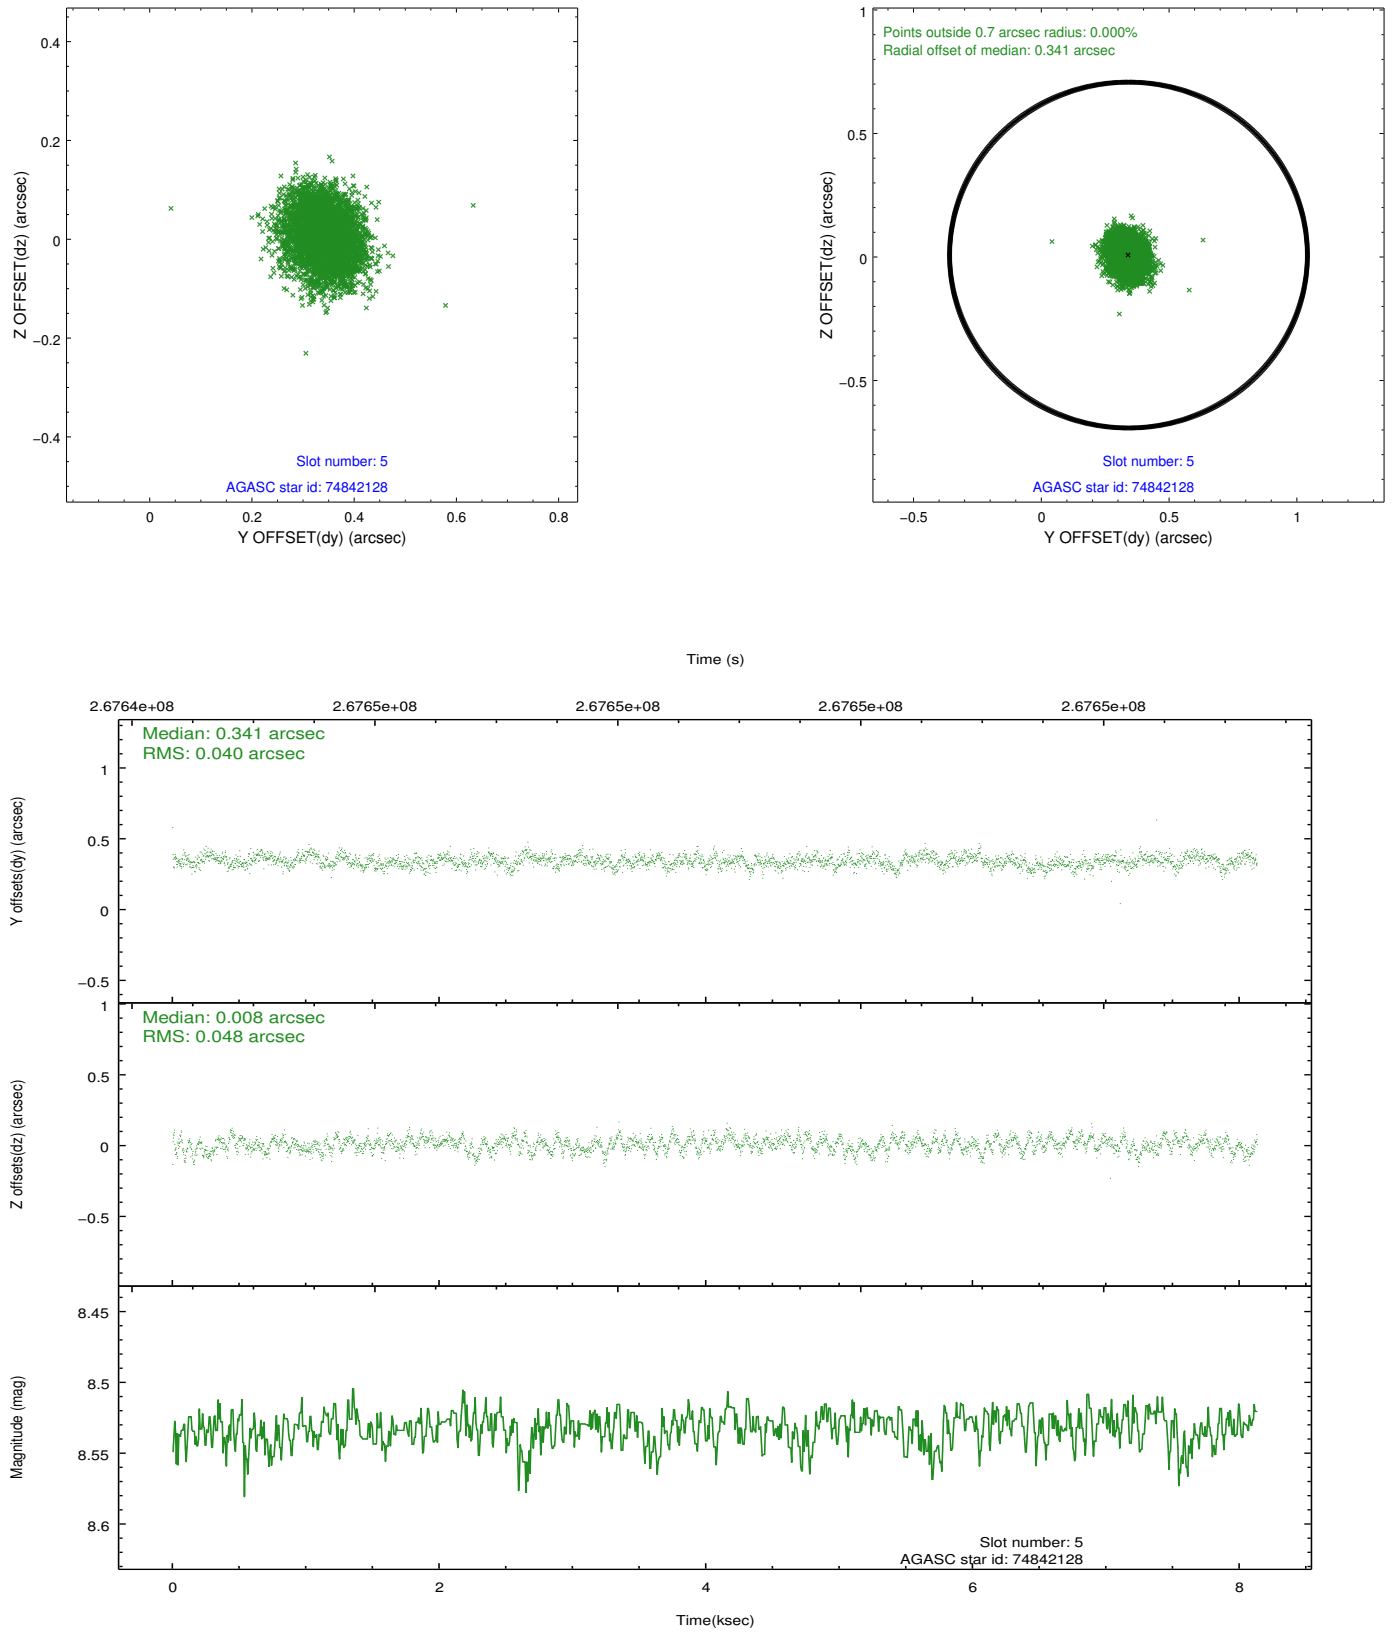 0.4
0.2
0
−0.2
−0.4
Z OFFSET(dz) (arcsec)
Slot number: 5
AGASC star id: 74842128
0 0.2 0.4 0.6 0.8
Y OFFSET(dy) (arcsec)
Points outside 0.7 arcsec radius: 0.000%
Radial offset of median: 0.341 arcsec
1
0.5
0
−0.5
Z OFFSET(dz) (arcsec)
Slot number: 5
AGASC star id: 74842128
−0.5 0 0.5 1
Y OFFSET(dy) (arcsec)
Time (s)
2.6764e+08 2.6765e+08 2.6765e+08 2.6765e+08 2.6765e+08
Median: 0.341 arcsec
RMS: 0.040 arcsec
1
0.5
0
−0.5
Y offsets(dy) (arcsec)
Median: 0.008 arcsec
RMS: 0.048 arcsec
1
0.5
0
−0.5
Z offsets(dz) (arcsec)
8.45
8.5
8.55
8.6
Magnitude (mag)
Slot number: 5
AGASC star id: 74842128
0 2 4 6 8
Time(ksec)